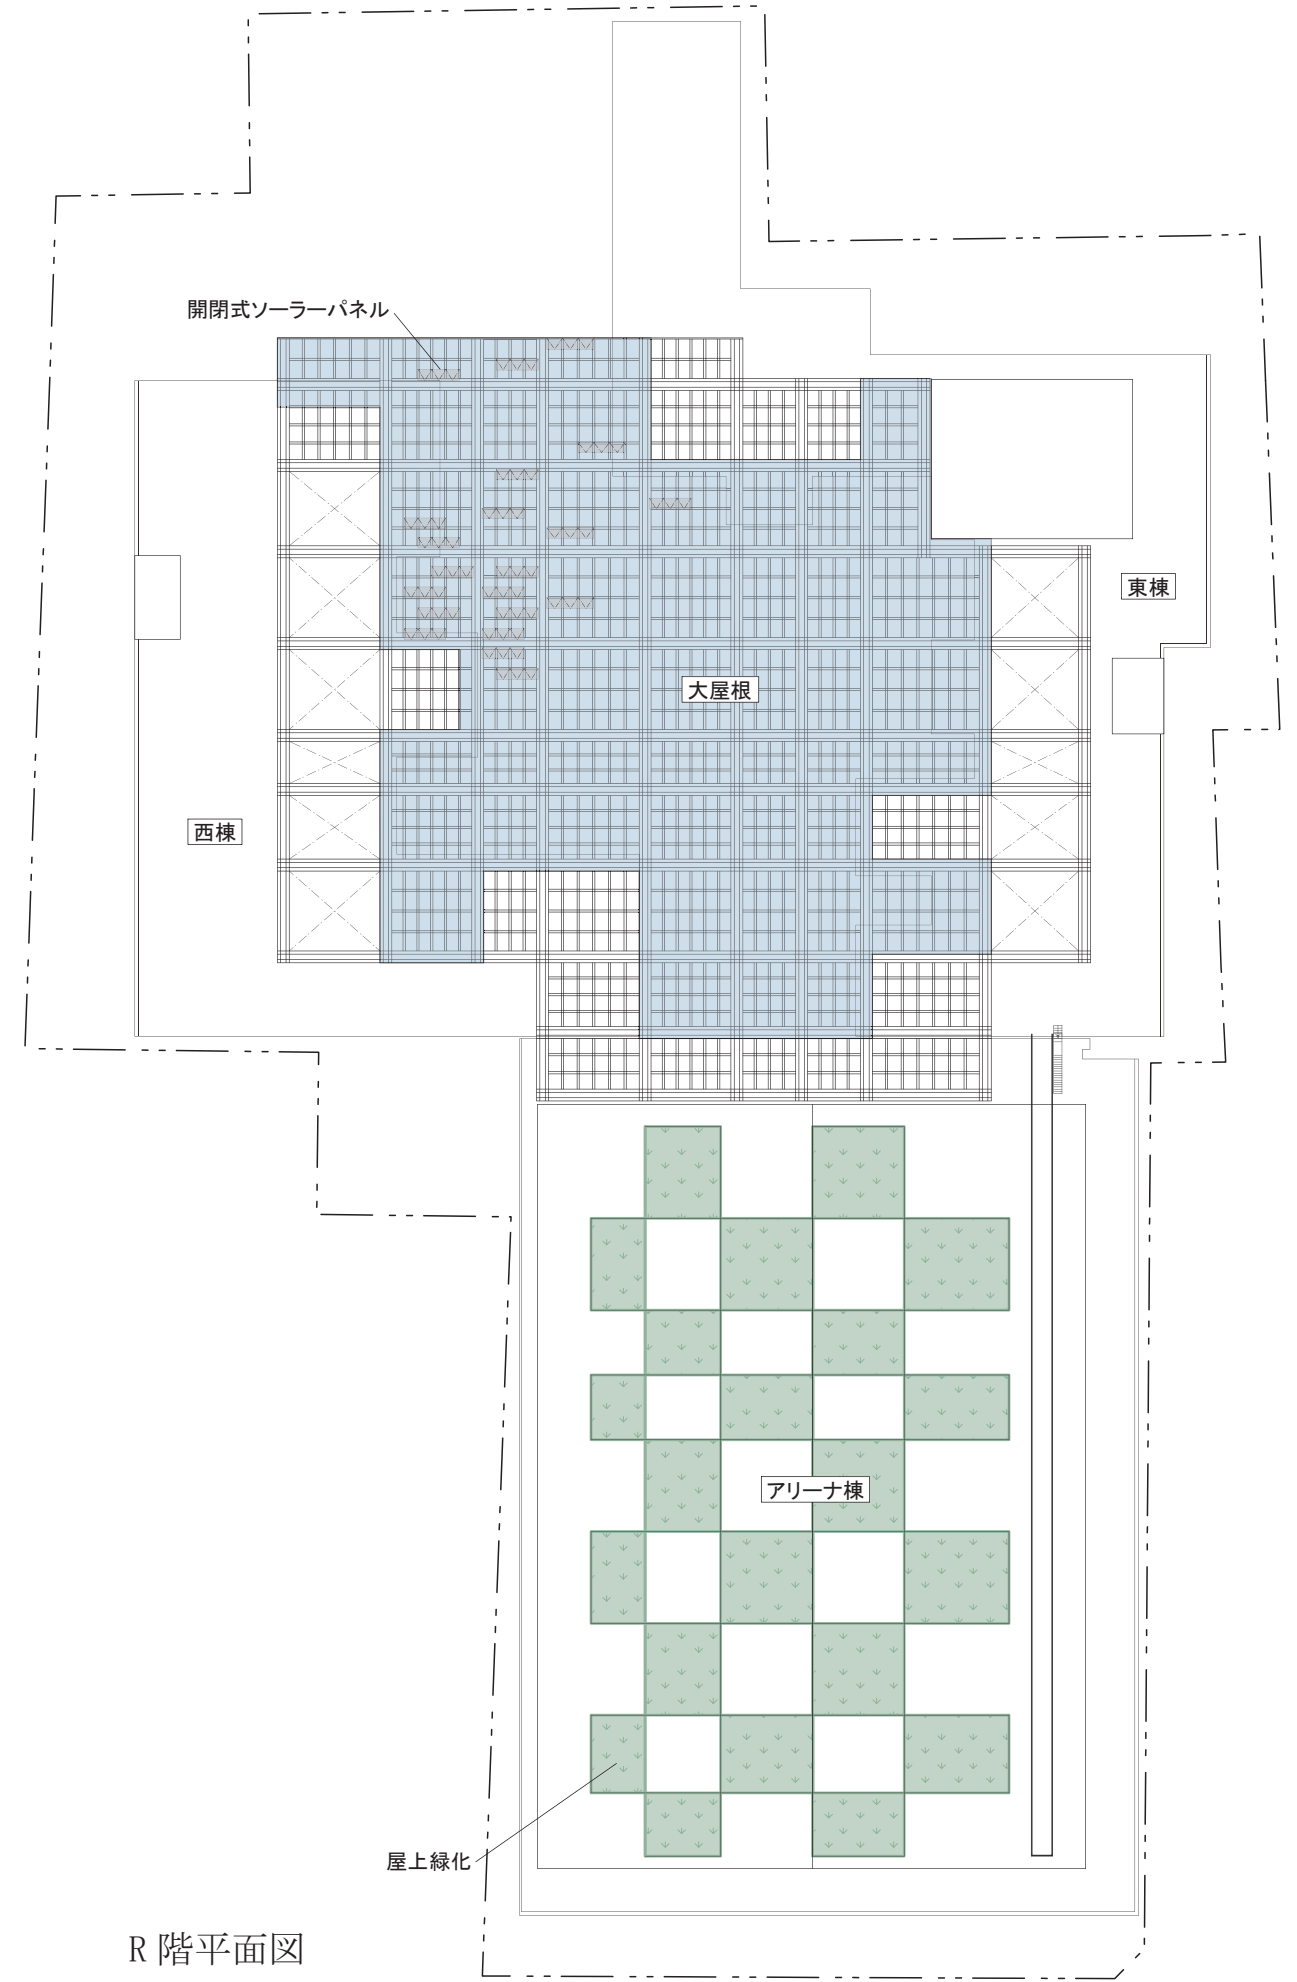 開閉式ソーラーパネル
東棟
大屋根
西棟
アリーナ棟
屋上緑化
R 階平面図